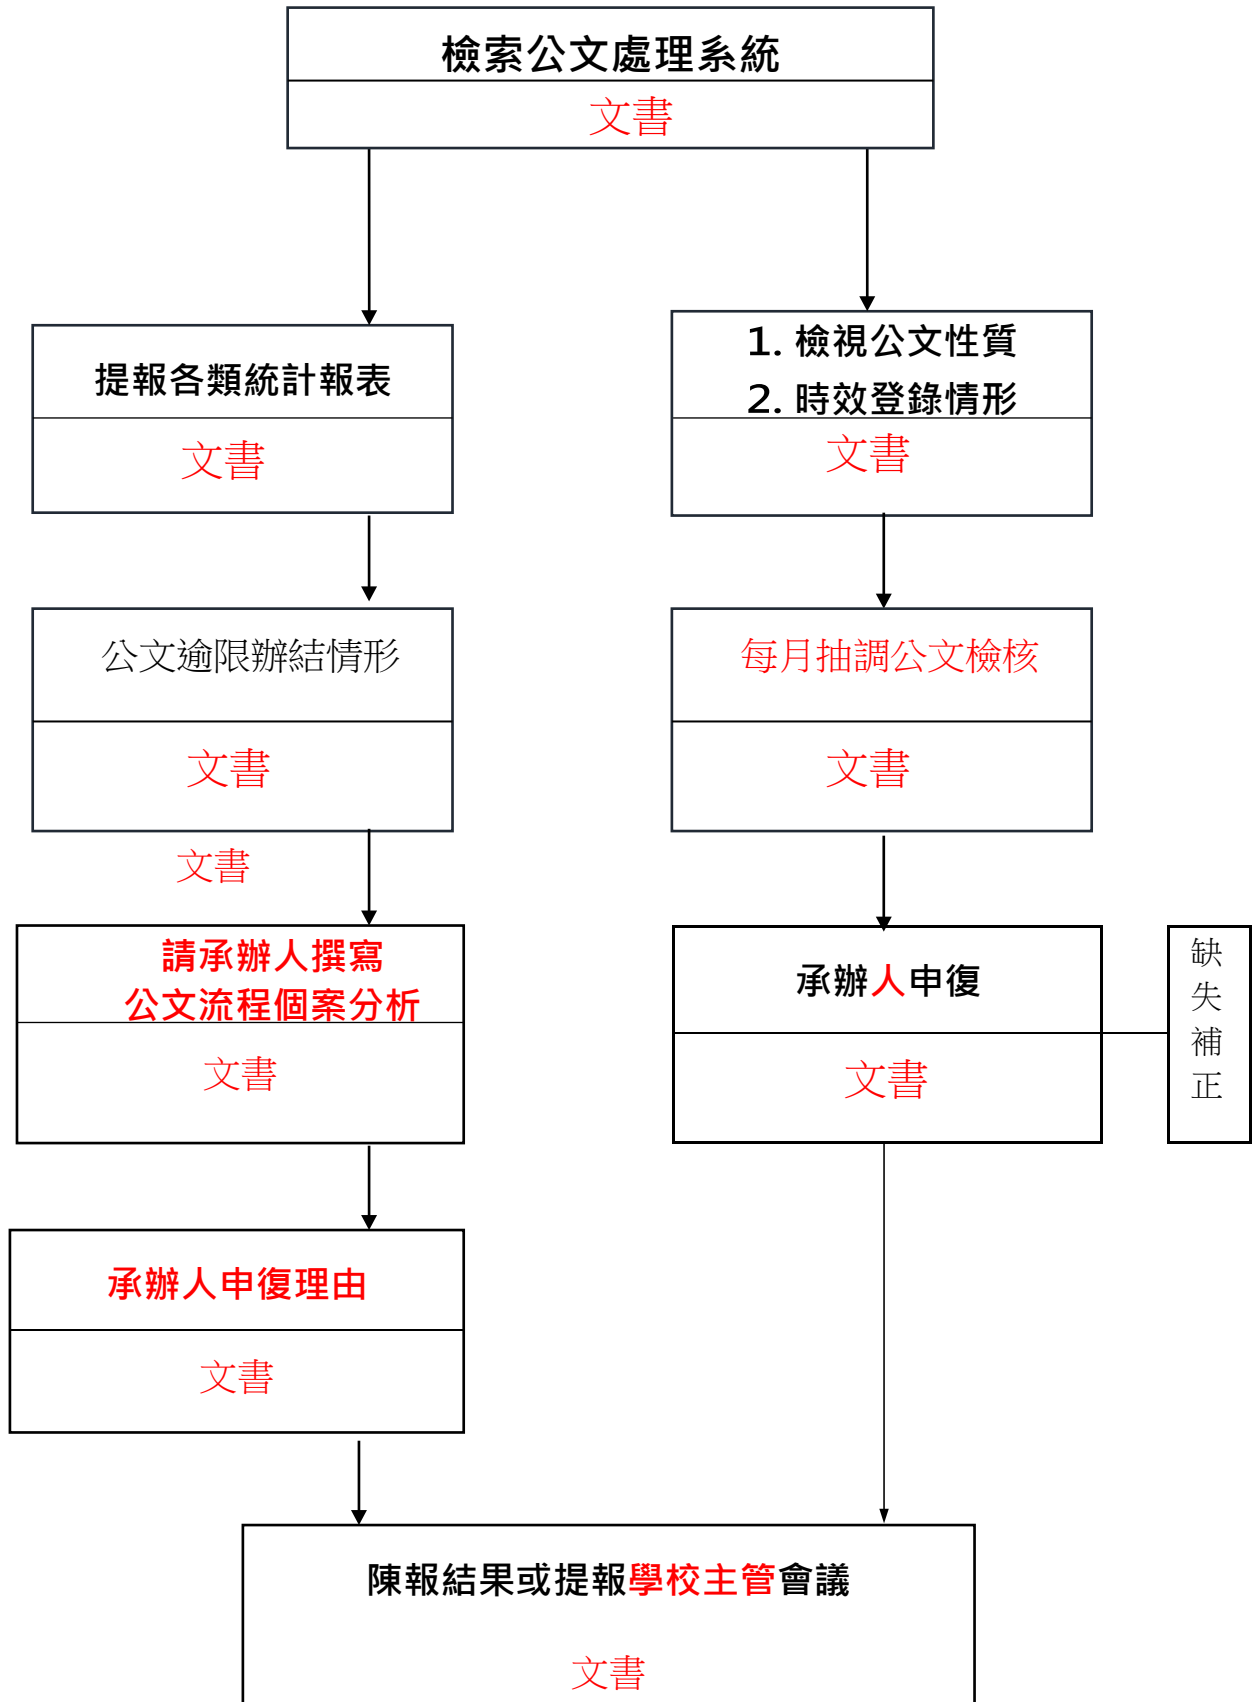 檢索公文處理系統
文書
提報各類統計報表
文書
1. 檢視公文性質
2. 時效登錄情形
文書
公文逾限辦結情形
文書
每月抽調公文檢核
文書
文書
請承辦人撰寫
公文流程個案分析
文書
承辦人申復
文書
缺
失
補
正
承辦人申復理由
文書
陳報結果或提報學校主管會議
文書